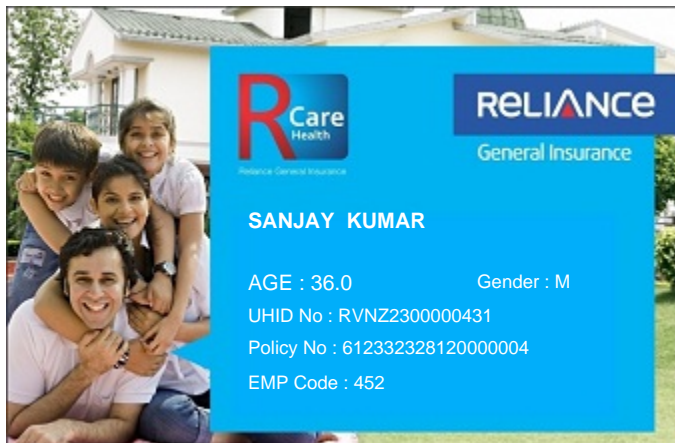 R Care
Health
Reliance General Insurance
RELIANCE
General Insurance
SANJAY KUMAR
AGE : 36.0 Gender : M
UHID No : RVNZ2300000431
Policy No : 612332328120000004
EMP Code : 452